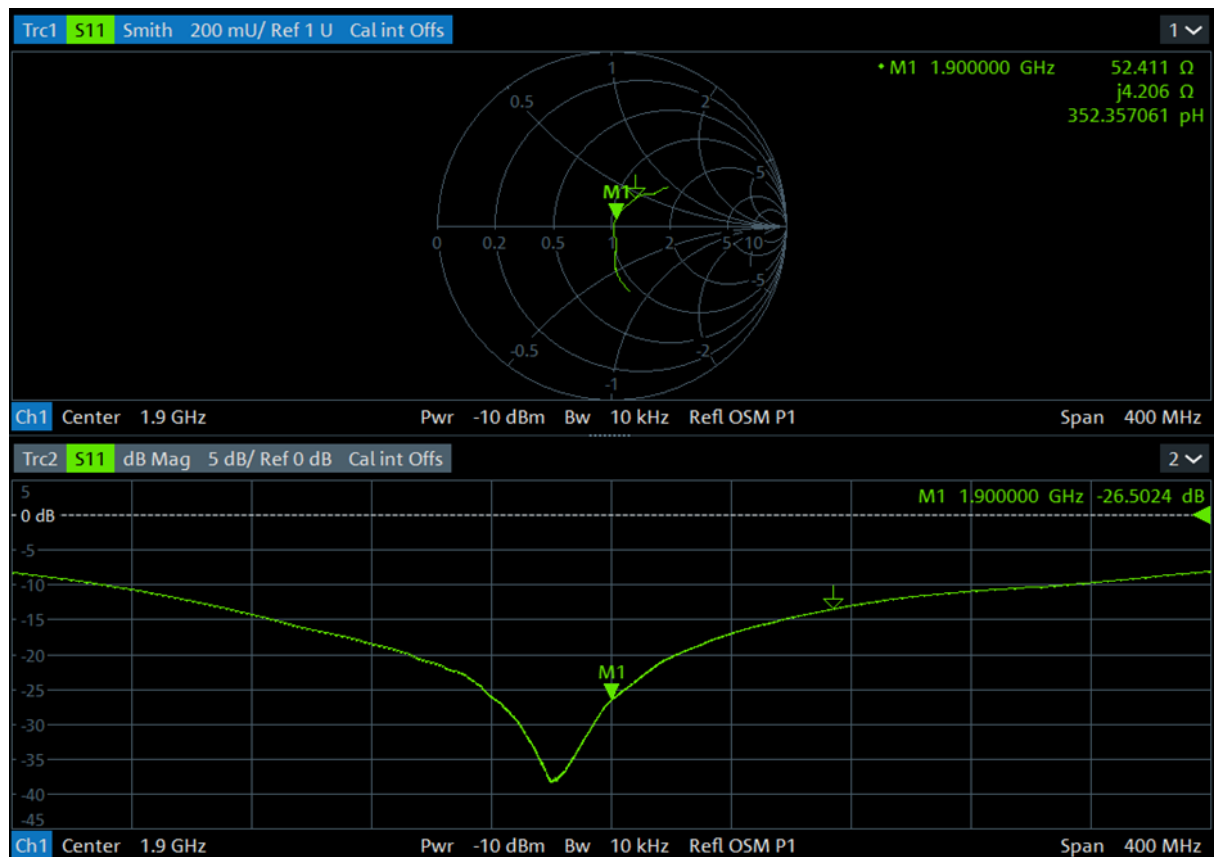 Trc1 S11 Smith 200 mU/ Ref 1 U Cal int Offs 1
M1 1.900000 GHz 52.411 Ω
j4.206 Ω
352.357061 pH
1
0.5 2
5
M1
0 0.2 0.5 1 2 5 10
-5
-0.5 -2
-1
Ch1 Center 1.9 GHz Pwr -10 dBm Bw 10 kHz Refl OSM P1 Span 400 MHz
Trc2 S11 dB Mag 5 dB/ Ref 0 dB Cal int Offs 2
5
M1 1.900000 GHz -26.5024 dB
0 dB
-5
-10
-15
-20
M1
-25
-30
-35
-40
-45
Ch1 Center 1.9 GHz Pwr -10 dBm Bw 10 kHz Refl OSM P1 Span 400 MHz